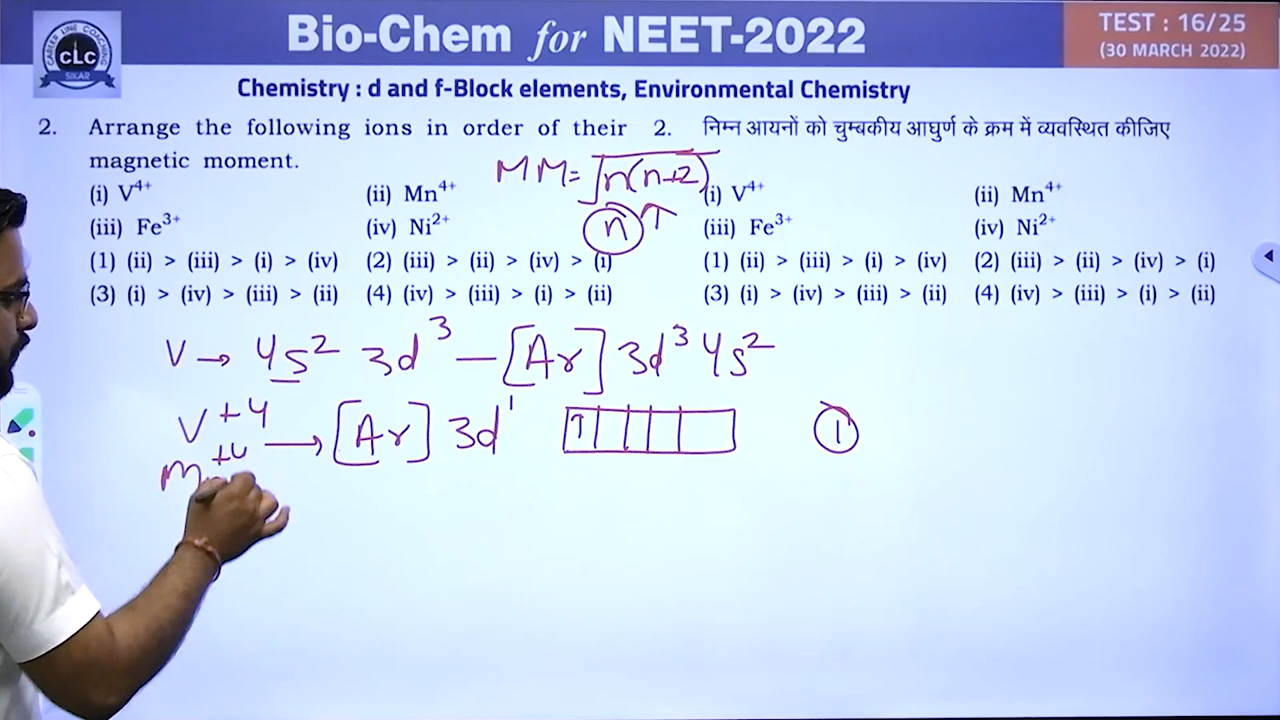 Bio-Chem for NEET-2022
TEST : 16/25
(30 MARCH 2022)
CAREER LINE COACHING
CLC
SIKAR
Chemistry : d and f-Block elements, Environmental Chemistry
2. Arrange the following ions in order of their
magnetic moment.
(i) V4+ (ii) Mn4+
(iii) Fe3+ (iv) Ni2+
(1) (ii) > (iii) > (i) > (iv) (2) (iii) > (ii) > (iv) > (i)
(3) (i) > (iv) > (iii) > (ii) (4) (iv) > (iii) > (i) > (ii)
2. निम्न आयनों को चुम्बकीय आघुर्ण के क्रम में व्यवस्थित कीजिए
(i) V4+ (ii) Mn4+
(iii) Fe3+ (iv) Ni2+
(1) (ii) > (iii) > (i) > (iv) (2) (iii) > (ii) > (iv) > (i)
(3) (i) > (iv) > (iii) > (ii) (4) (iv) > (iii) > (i) > (ii)
MM = √n(n+2)
n ↑
V → 4s2 3d3 – [Ar] 3d3 4s2
V+4 → [Ar] 3d1 ↑ 1
M +4